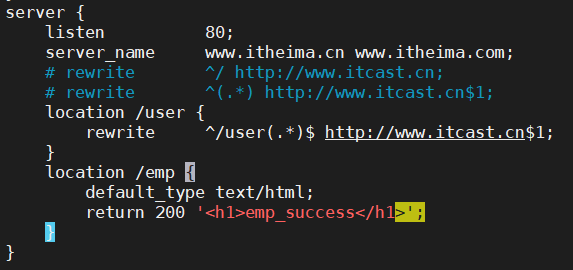 server {
    listen          80;
    server_name     www.itheima.cn www.itheima.com;
    # rewrite       ^/ http://www.itcast.cn;
    # rewrite       ^(.*) http://www.itcast.cn$1;
    location /user {
        rewrite     ^/user(.*)$ http://www.itcast.cn$1;
    }
    location /emp {
        default_type text/html;
        return 200 '<h1>emp_success</h1>';
    }
}